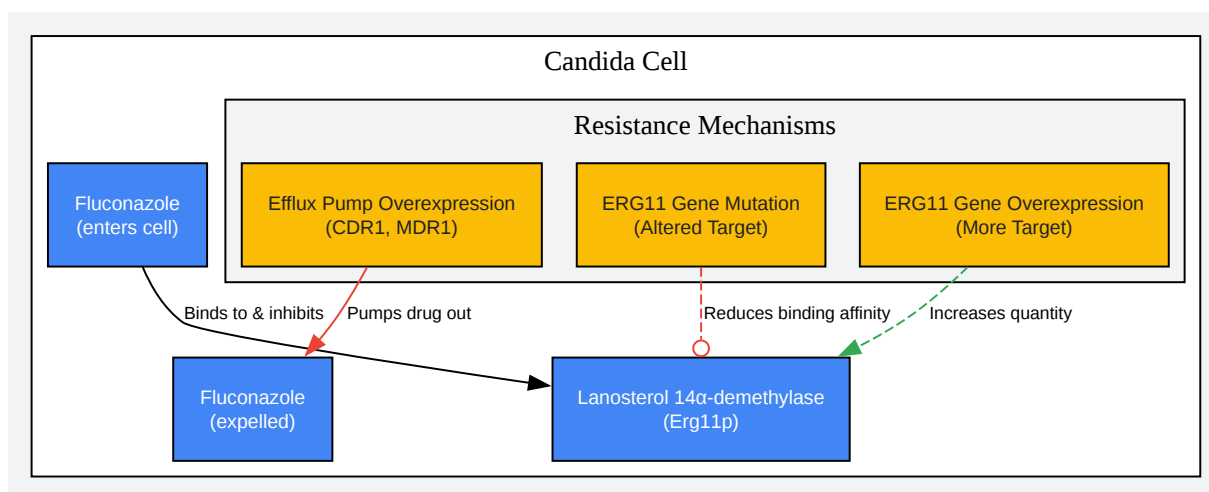 Candida Cell
Resistance Mechanisms
Fluconazole
(enters cell)
Efflux Pump Overexpression
(CDR1, MDR1)
ERG11 Gene Mutation
(Altered Target)
ERG11 Gene Overexpression
(More Target)
Binds to & inhibits
Pumps drug out
Reduces binding affinity
Increases quantity
Fluconazole
(expelled)
Lanosterol 14α-demethylase
(Erg11p)